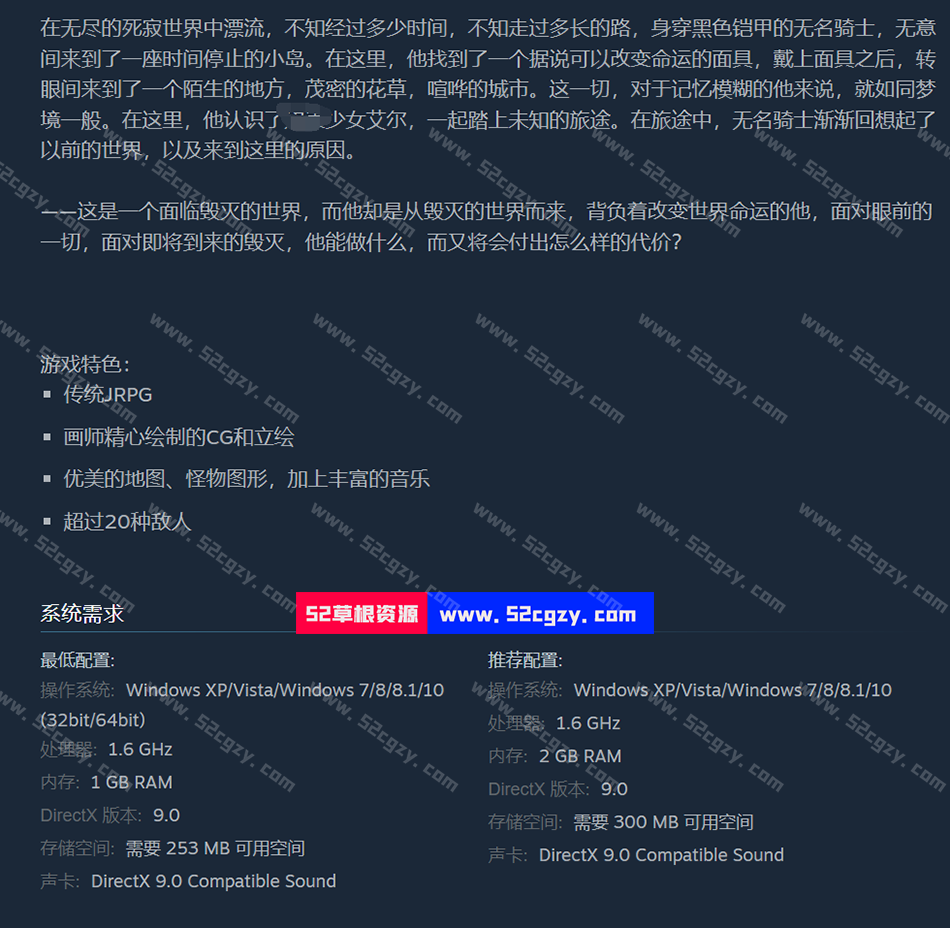 在无尽的死寂世界中漂流，不知经过多少时间，不知走过多长的路，身穿黑色铠甲的无名骑士，无意
间来到了一座时间停止的小岛。在这里，他找到了一个据说可以改变命运的面具，戴上面具之后，转
眼间来到了一个陌生的地方，茂密的花草，喧哗的城市。这一切，对于记忆模糊的他来说，就如同梦
境一般。在这里，他认识了少女艾尔，一起踏上未知的旅途。在旅途中，无名骑士渐渐回想起了
以前的世界，以及来到这里的原因。
——这是一个面临毁灭的世界，而他却是从毁灭的世界而来，背负着改变世界命运的他，面对眼前的
一切，面对即将到来的毁灭，他能做什么，而又将会付出怎么样的代价？
游戏特色：
▪ 传统JRPG
▪ 画师精心绘制的CG和立绘
▪ 优美的地图、怪物图形，加上丰富的音乐
▪ 超过20种敌人
系统需求
52草根资源 www.52cgzy.com
最低配置:
操作系统: Windows XP/Vista/Windows 7/8/8.1/10
(32bit/64bit)
处理器: 1.6 GHz
内存: 1 GB RAM
DirectX 版本: 9.0
存储空间: 需要 253 MB 可用空间
声卡: DirectX 9.0 Compatible Sound
推荐配置:
操作系统: Windows XP/Vista/Windows 7/8/8.1/10
处理器: 1.6 GHz
内存: 2 GB RAM
DirectX 版本: 9.0
存储空间: 需要 300 MB 可用空间
声卡: DirectX 9.0 Compatible Sound
www.52cgzy.com